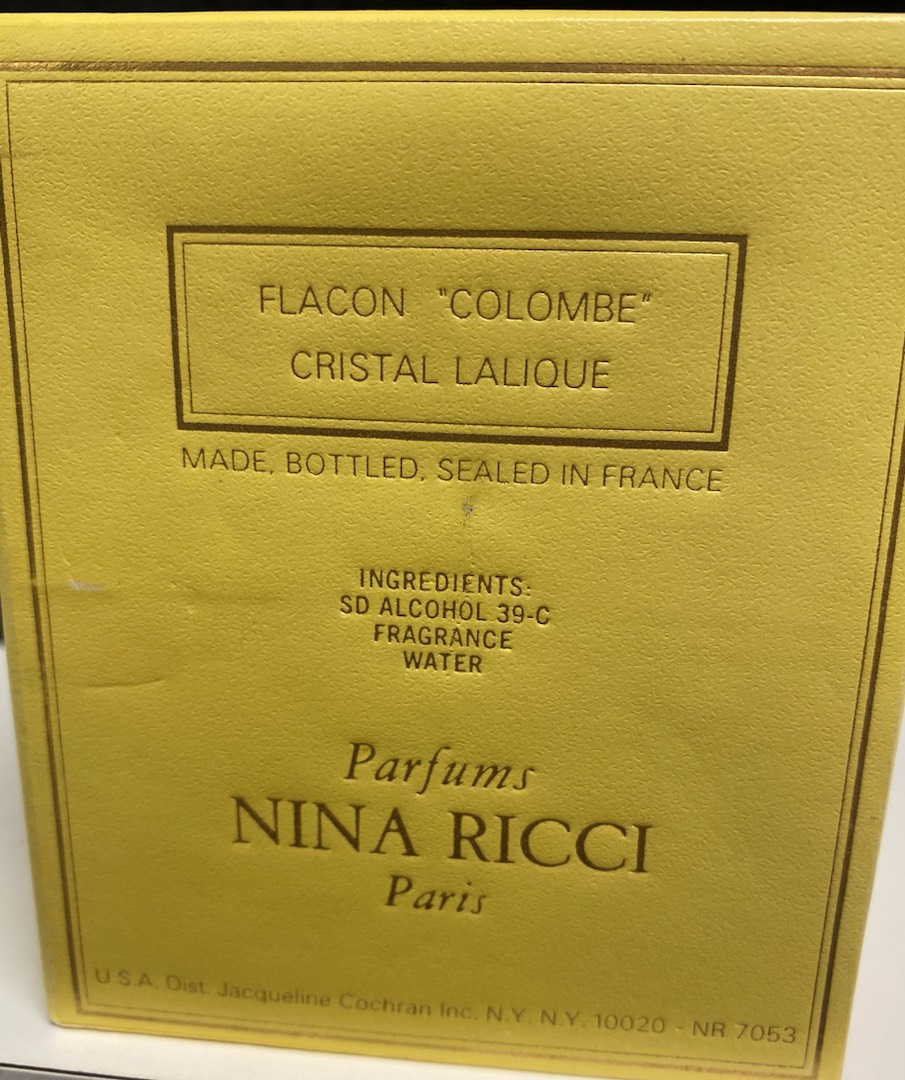 FLACON "COLOMBE"
CRISTAL LALIQUE
MADE, BOTTLED, SEALED IN FRANCE
INGREDIENTS:
SD ALCOHOL 39-C
FRAGRANCE
WATER
Parfums
NINA RICCI
Paris
U.S.A. Dist. Jacqueline Cochran Inc. N.Y. N.Y. 10020 - NR 7053